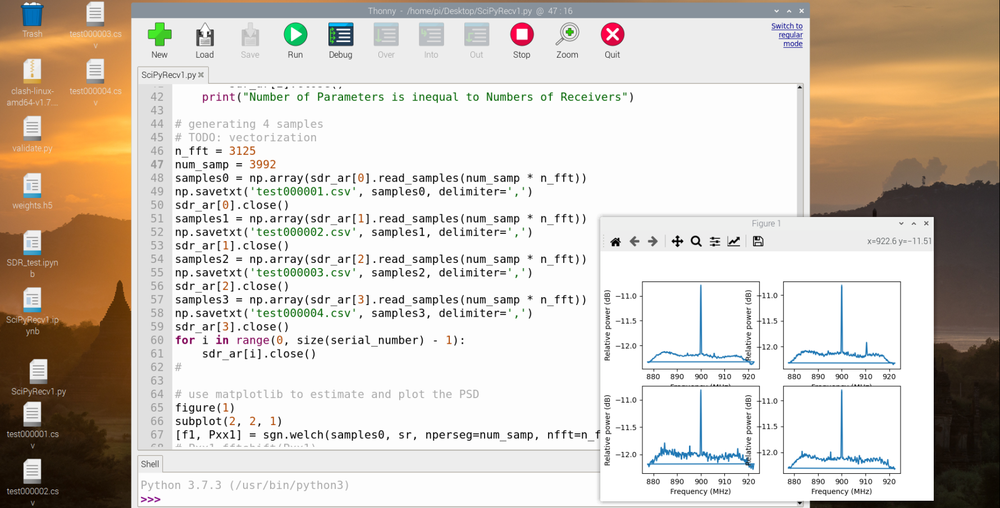 Trash
test000003.cs
v
clash-linux-
amd64-v1.7....
test000004.cs
v
validate.py
weights.h5
SDR_test.ipyn
b
SciPyRecv1.ip
ynb
SciPyRecv1.py
test000001.cs
v
test000002.cs
v
Thonny - /home/pi/Desktop/SciPyRecv1.py @ 47 : 16
New
Load
Save
Run
Debug
Over
Into
Out
Stop
Zoom
Quit
Switch to
regular
mode
SciPyRecv1.py
42 print("Number of Parameters is inequal to Numbers of Receivers")
43
44 # generating 4 samples
45 # TODO: vectorization
46 n_fft = 3125
47 num_samp = 3992
48 samples0 = np.array(sdr_ar[0].read_samples(num_samp * n_fft))
49 np.savetxt('test000001.csv', samples0, delimiter=',')
50 sdr_ar[0].close()
51 samples1 = np.array(sdr_ar[1].read_samples(num_samp * n_fft))
52 np.savetxt('test000002.csv', samples1, delimiter=',')
53 sdr_ar[1].close()
54 samples2 = np.array(sdr_ar[2].read_samples(num_samp * n_fft))
55 np.savetxt('test000003.csv', samples2, delimiter=',')
56 sdr_ar[2].close()
57 samples3 = np.array(sdr_ar[3].read_samples(num_samp * n_fft))
58 np.savetxt('test000004.csv', samples3, delimiter=',')
59 sdr_ar[3].close()
60 for i in range(0, size(serial_number) - 1):
61 sdr_ar[i].close()
62 #
63
64 # use matplotlib to estimate and plot the PSD
65 figure(1)
66 subplot(2, 2, 1)
67 [f1, Pxx1] = sgn.welch(samples0, sr, nperseg=num_samp, nfft=n_f
Shell
Python 3.7.3 (/usr/bin/python3)
>>>
Figure 1
x=922.6 y=−11.51
Relative power (dB)
−11.0
−11.5
−12.0
880 890 900 910 920
Frequency (MHz)
Relative power (dB)
−11.0
−11.5
−12.0
880 890 900 910 920
Frequency (MHz)
Relative power (dB)
−11.0
−11.5
−12.0
880 890 900 910 920
Frequency (MHz)
Relative power (dB)
−11.0
−11.5
−12.0
880 890 900 910 920
Frequency (MHz)